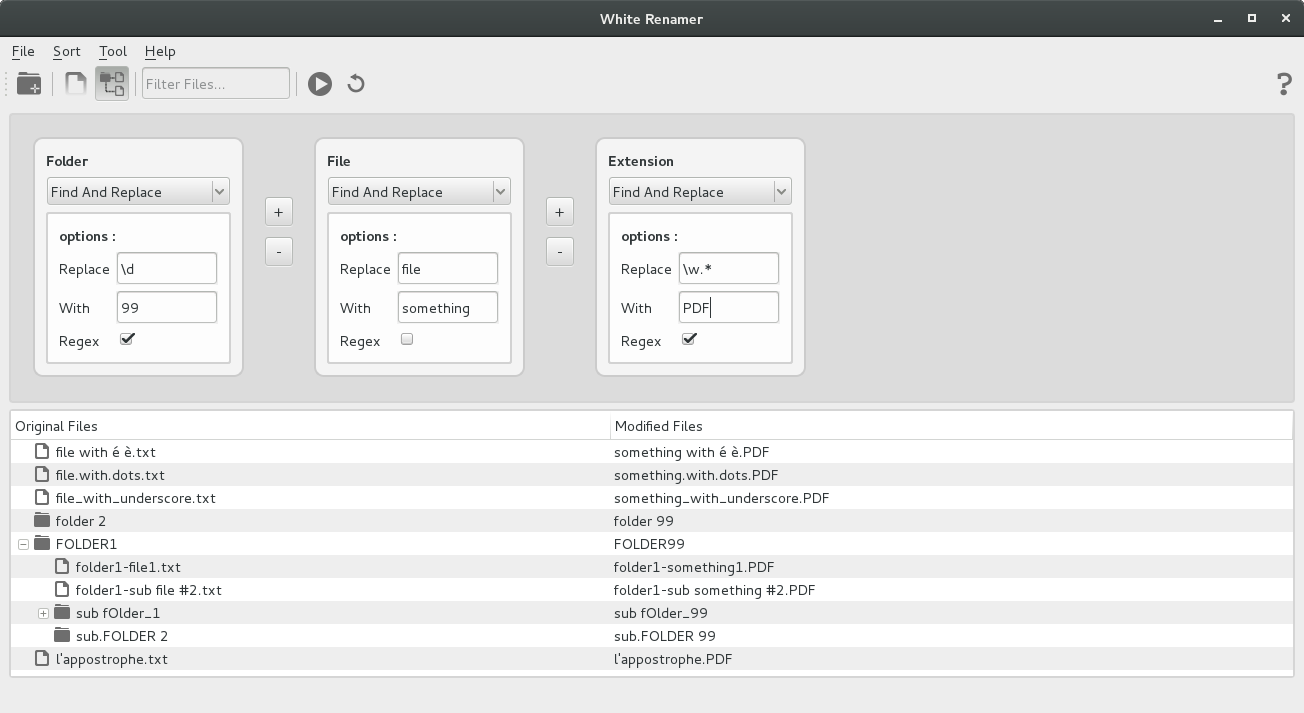 White Renamer
File Sort Tool Help
Filter Files...
?
Folder
Find And Replace
options :
Replace \d
With 99
Regex
+
-
File
Find And Replace
options :
Replace file
With something
Regex
+
-
Extension
Find And Replace
options :
Replace \w.*
With PDF
Regex
Original Files Modified Files
file with é è.txt something with é è.PDF
file.with.dots.txt something.with.dots.PDF
file_with_underscore.txt something_with_underscore.PDF
folder 2 folder 99
FOLDER1 FOLDER99
folder1-file1.txt folder1-something1.PDF
folder1-sub file #2.txt folder1-sub something #2.PDF
sub fOlder_1 sub fOlder_99
sub.FOLDER 2 sub.FOLDER 99
l'appostrophe.txt l'appostrophe.PDF